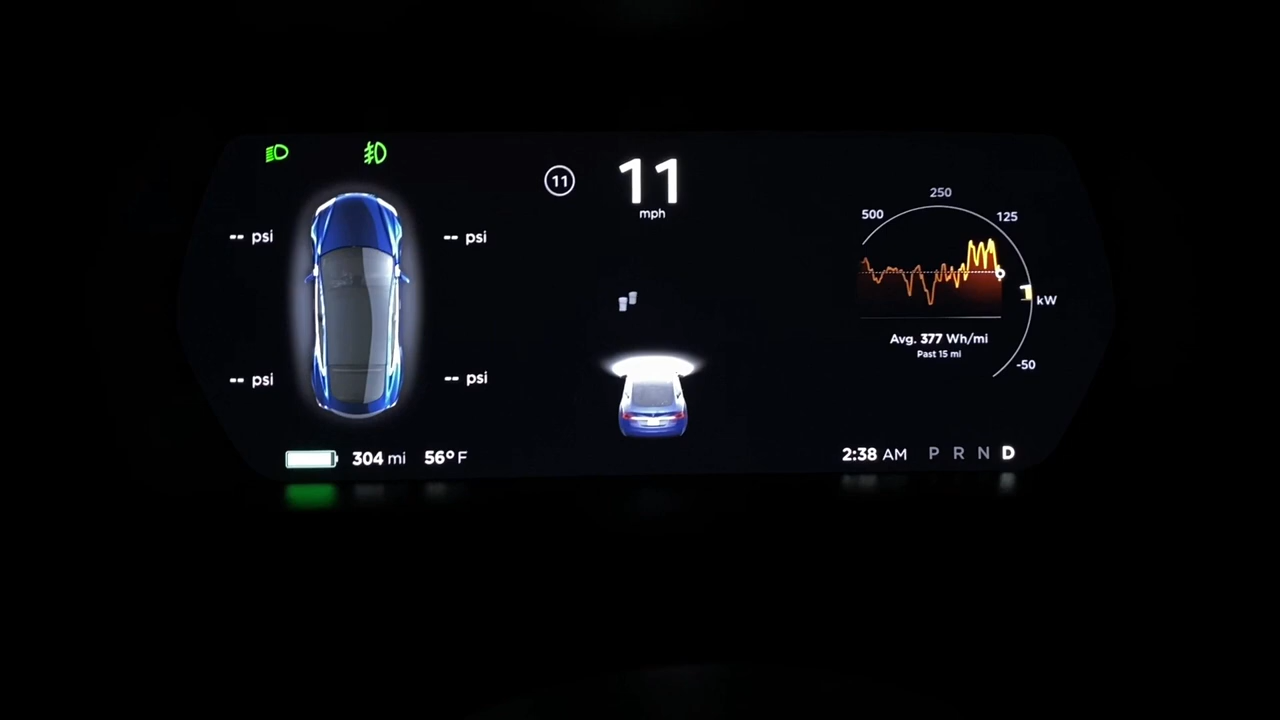 11
11
mph
-- psi
-- psi
250
500
125
kW
Avg. 377 Wh/mi
Past 15 mi
-50
-- psi
-- psi
304 mi
56° F
2:38 AM
P R N D